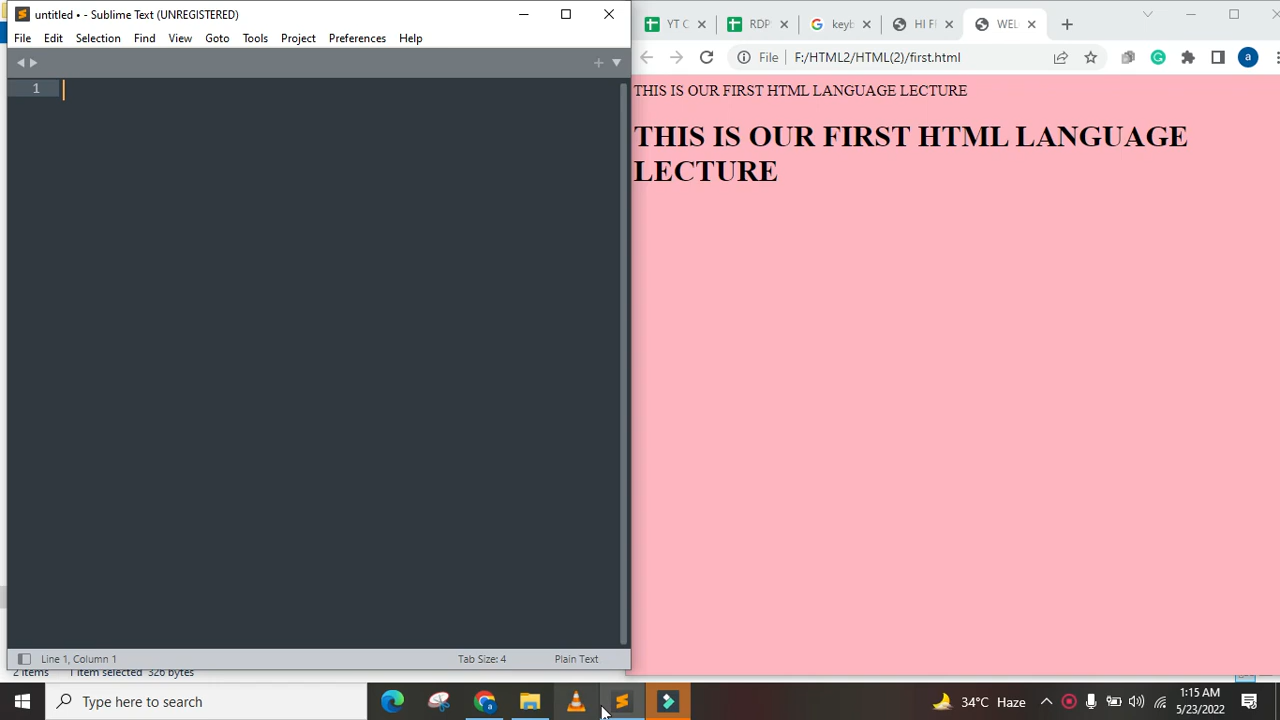 untitled • - Sublime Text (UNREGISTERED)
File Edit Selection Find View Goto Tools Project Preferences Help
1
Line 1, Column 1
Tab Size: 4
Plain Text
2 items 1 item selected 326 bytes
YT C
RDP
keyb
HI FI
WEL
File
F:/HTML2/HTML(2)/first.html
a
THIS IS OUR FIRST HTML LANGUAGE LECTURE
THIS IS OUR FIRST HTML LANGUAGE
LECTURE
Type here to search
34°C Haze
1:15 AM
5/23/2022